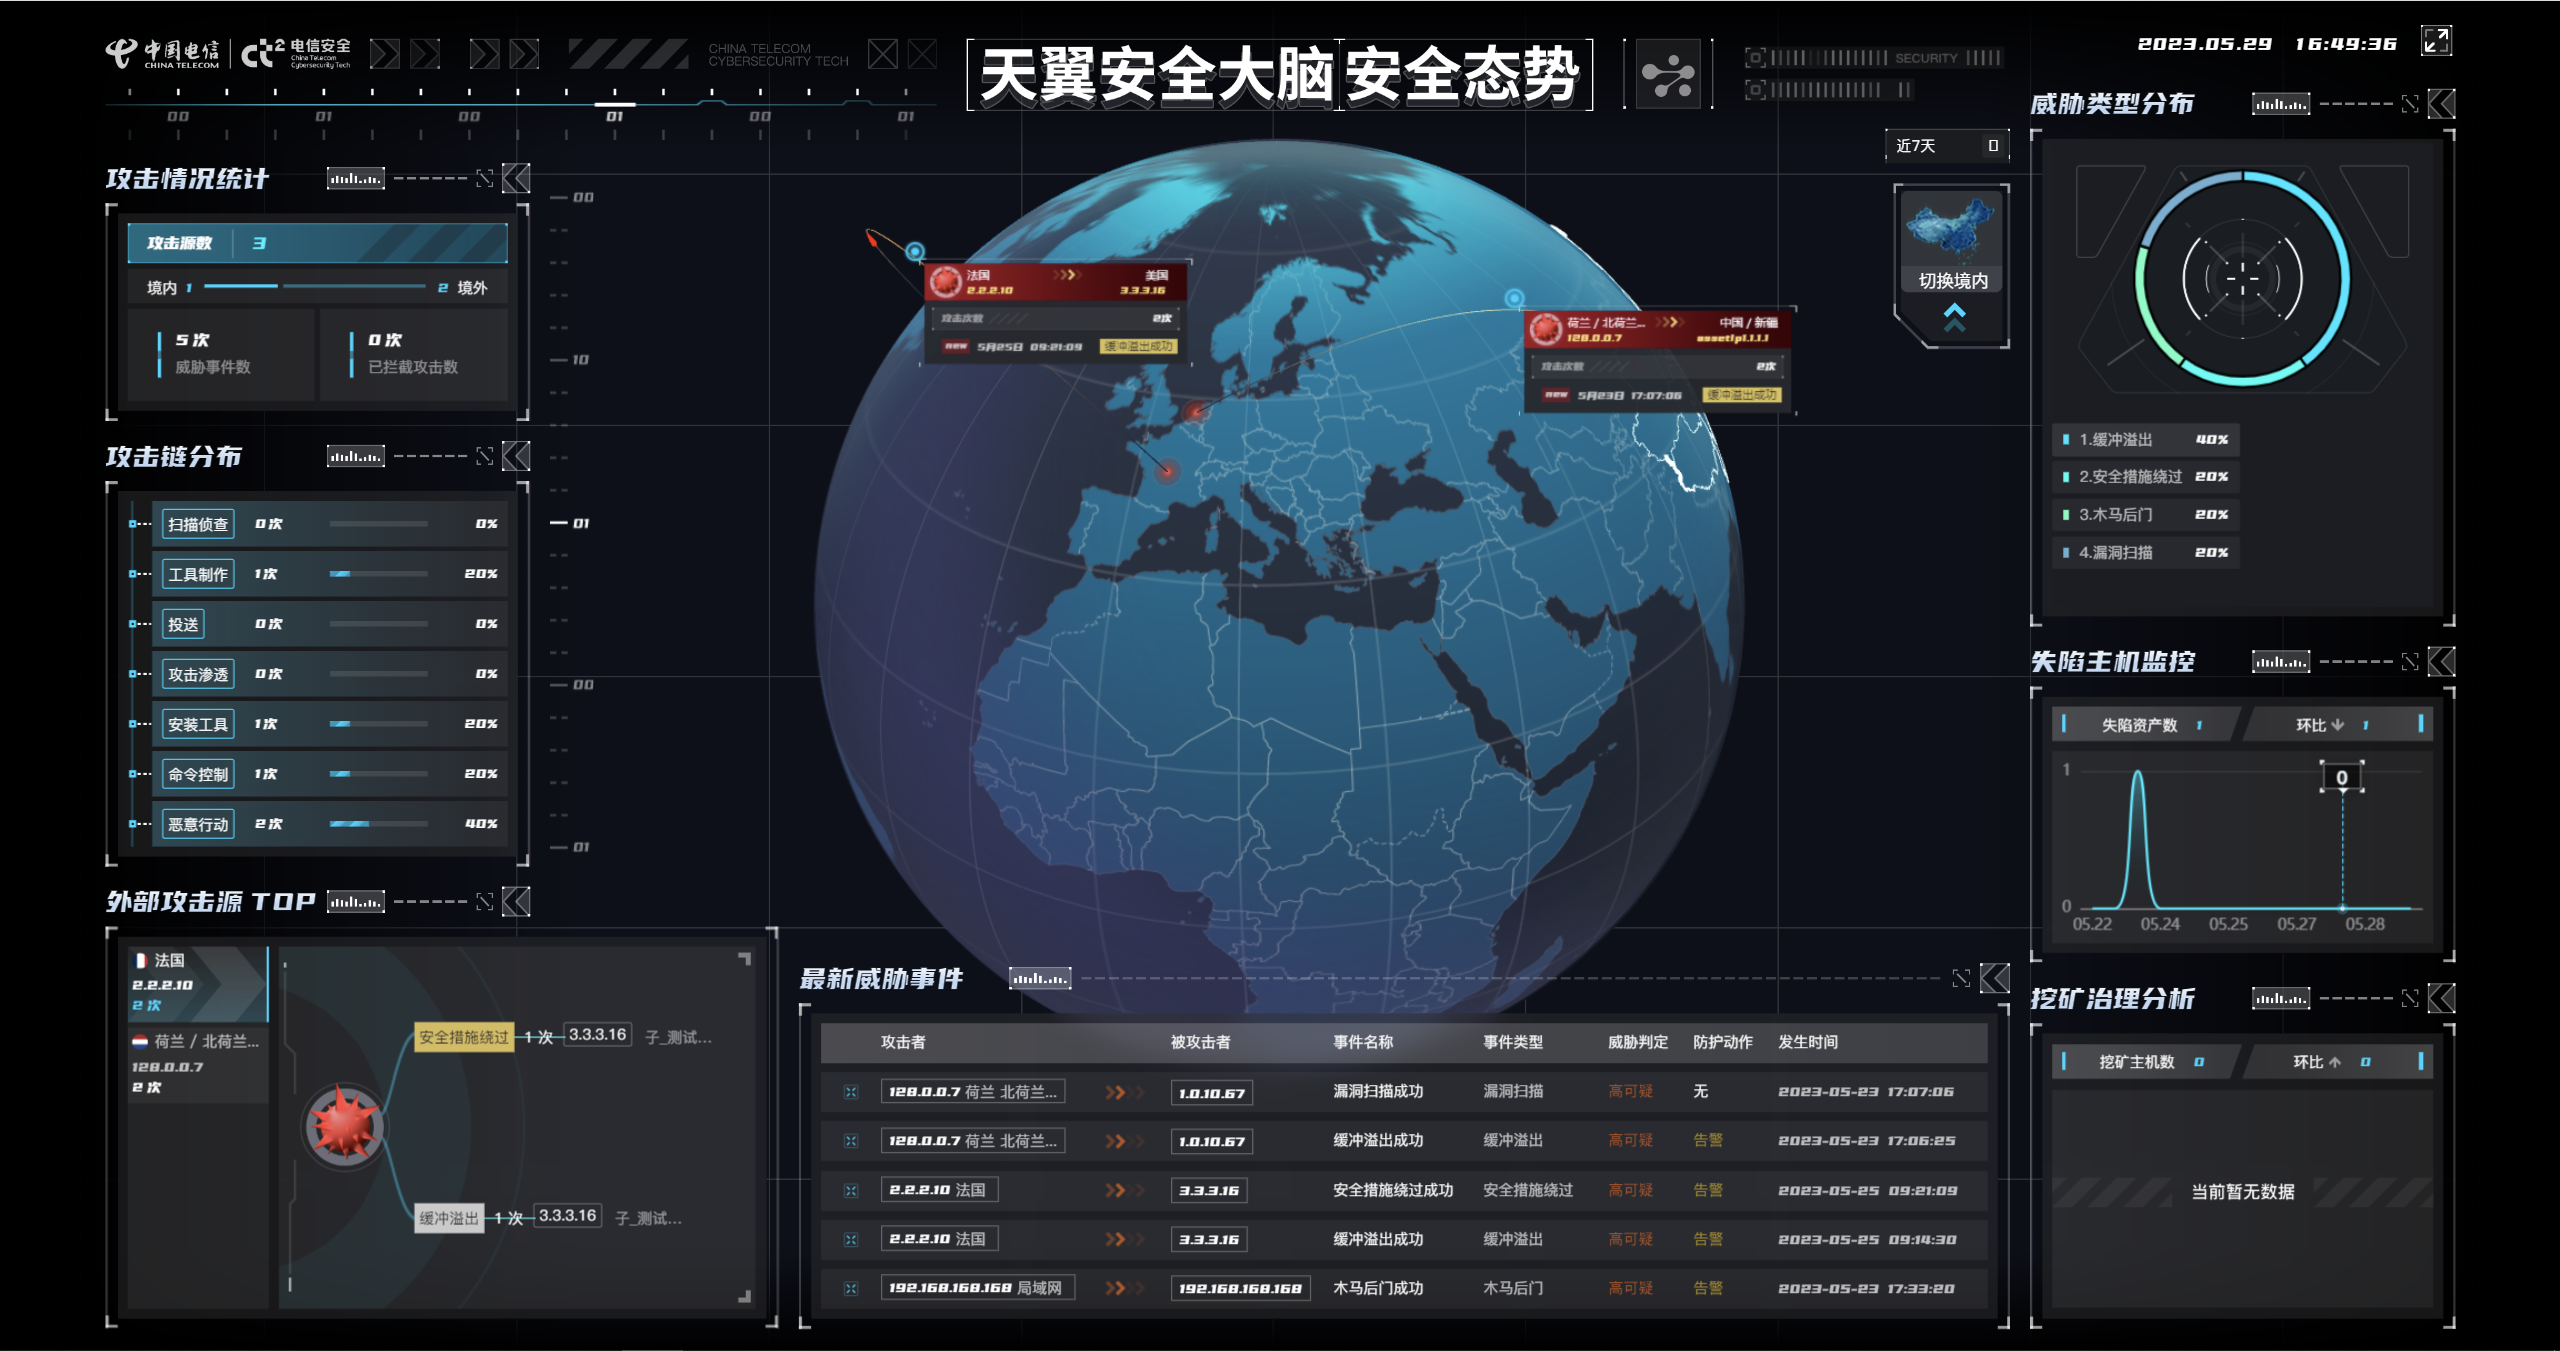 中国电信
CHINA TELECOM
电信安全
China Telecom
Cybersecurity Tech
CHINA TELECOM
CYBERSECURITY TECH
天翼安全大脑 安全态势
SECURITY
2023.05.29 16:49:36
00 01 00 01 00 01
近7天
切换境内
攻击情况统计
攻击源数 3
境内 1 2 境外
5 次
威胁事件数
0 次
已拦截攻击数
攻击链分布
扫描侦查 0 次 0%
工具制作 1 次 20%
投送 0 次 0%
攻击渗透 0 次 0%
安装工具 1 次 20%
命令控制 1 次 20%
恶意行动 2 次 40%
外部攻击源 TOP
法国
2.2.2.10
2 次
荷兰 / 北荷兰...
128.0.0.7
2 次
安全措施绕过 1 次 3.3.3.16 子_测试...
缓冲溢出 1 次 3.3.3.16 子_测试...
00
10
01
00
01
法国 美国
2.2.2.10 3.3.3.16
攻击次数 2次
new 5月25日 09:21:09 缓冲溢出成功
荷兰 / 北荷兰... 中国 / 新疆
128.0.0.7 assetIp1.1.1.1
攻击次数 2次
new 5月23日 17:07:06 缓冲溢出成功
最新威胁事件
攻击者 被攻击者 事件名称 事件类型 威胁判定 防护动作 发生时间
128.0.0.7 荷兰 北荷兰... 1.0.10.67 漏洞扫描成功 漏洞扫描 高可疑 无 2023-05-23 17:07:06
128.0.0.7 荷兰 北荷兰... 1.0.10.67 缓冲溢出成功 缓冲溢出 高可疑 告警 2023-05-23 17:06:25
2.2.2.10 法国 3.3.3.16 安全措施绕过成功 安全措施绕过 高可疑 告警 2023-05-25 09:21:09
2.2.2.10 法国 3.3.3.16 缓冲溢出成功 缓冲溢出 高可疑 告警 2023-05-25 09:14:30
192.168.168.168 局域网 192.168.168.168 木马后门成功 木马后门 高可疑 告警 2023-05-23 17:33:20
威胁类型分布
1.缓冲溢出 40%
2.安全措施绕过 20%
3.木马后门 20%
4.漏洞扫描 20%
失陷主机监控
失陷资产数 1 环比 1
1
0
0
05.22 05.24 05.25 05.27 05.28
挖矿治理分析
挖矿主机数 0 环比 0
当前暂无数据